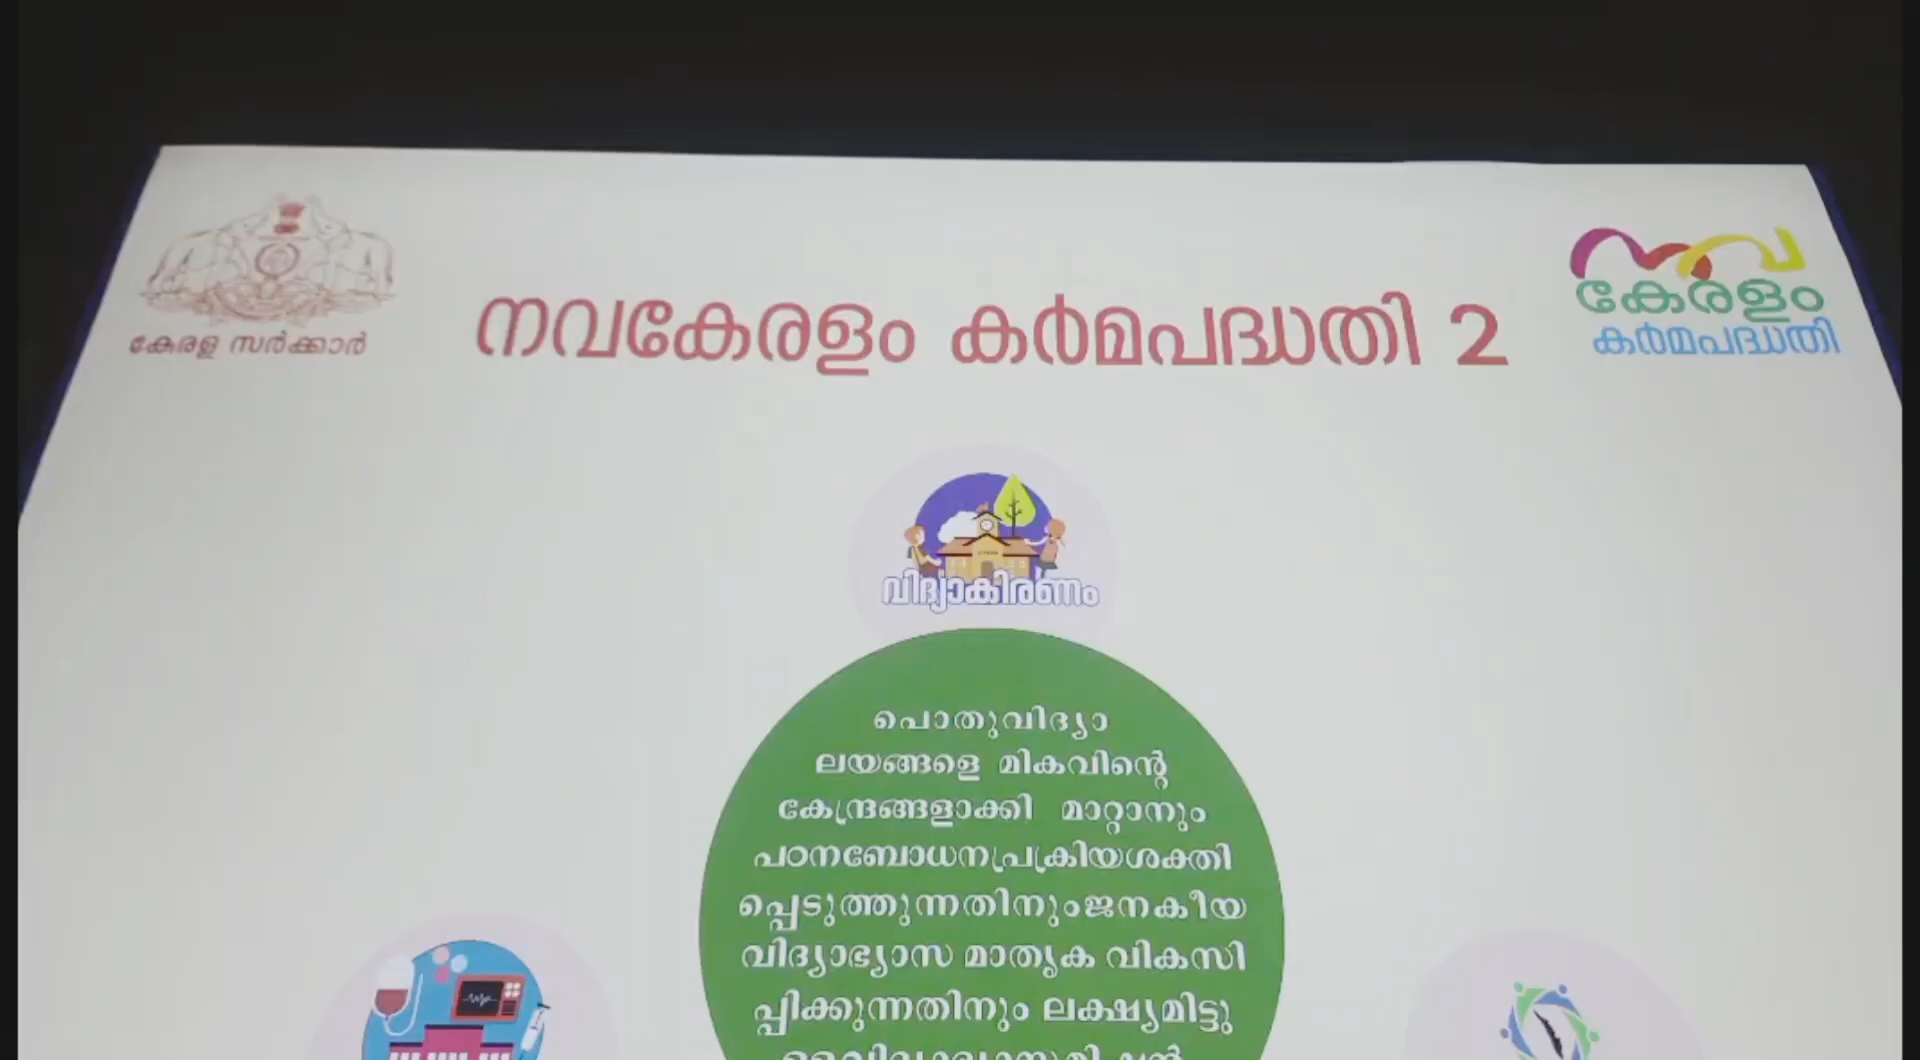 കേരള സർക്കാർ
നവകേരളം കർമപദ്ധതി 2
നവ
കേരളം
കർമപദ്ധതി
വിദ്യാകിരണം
പൊതുവിദ്യാ
ലയങ്ങളെ മികവിന്റെ
കേന്ദ്രങ്ങളാക്കി മാറ്റാനും
പഠനബോധനപ്രക്രിയശക്തി
പ്പെടുത്തുന്നതിനുംജനകീയ
വിദ്യാഭ്യാസ മാതൃക വികസി
പ്പിക്കുന്നതിനും ലക്ഷ്യമിട്ടു